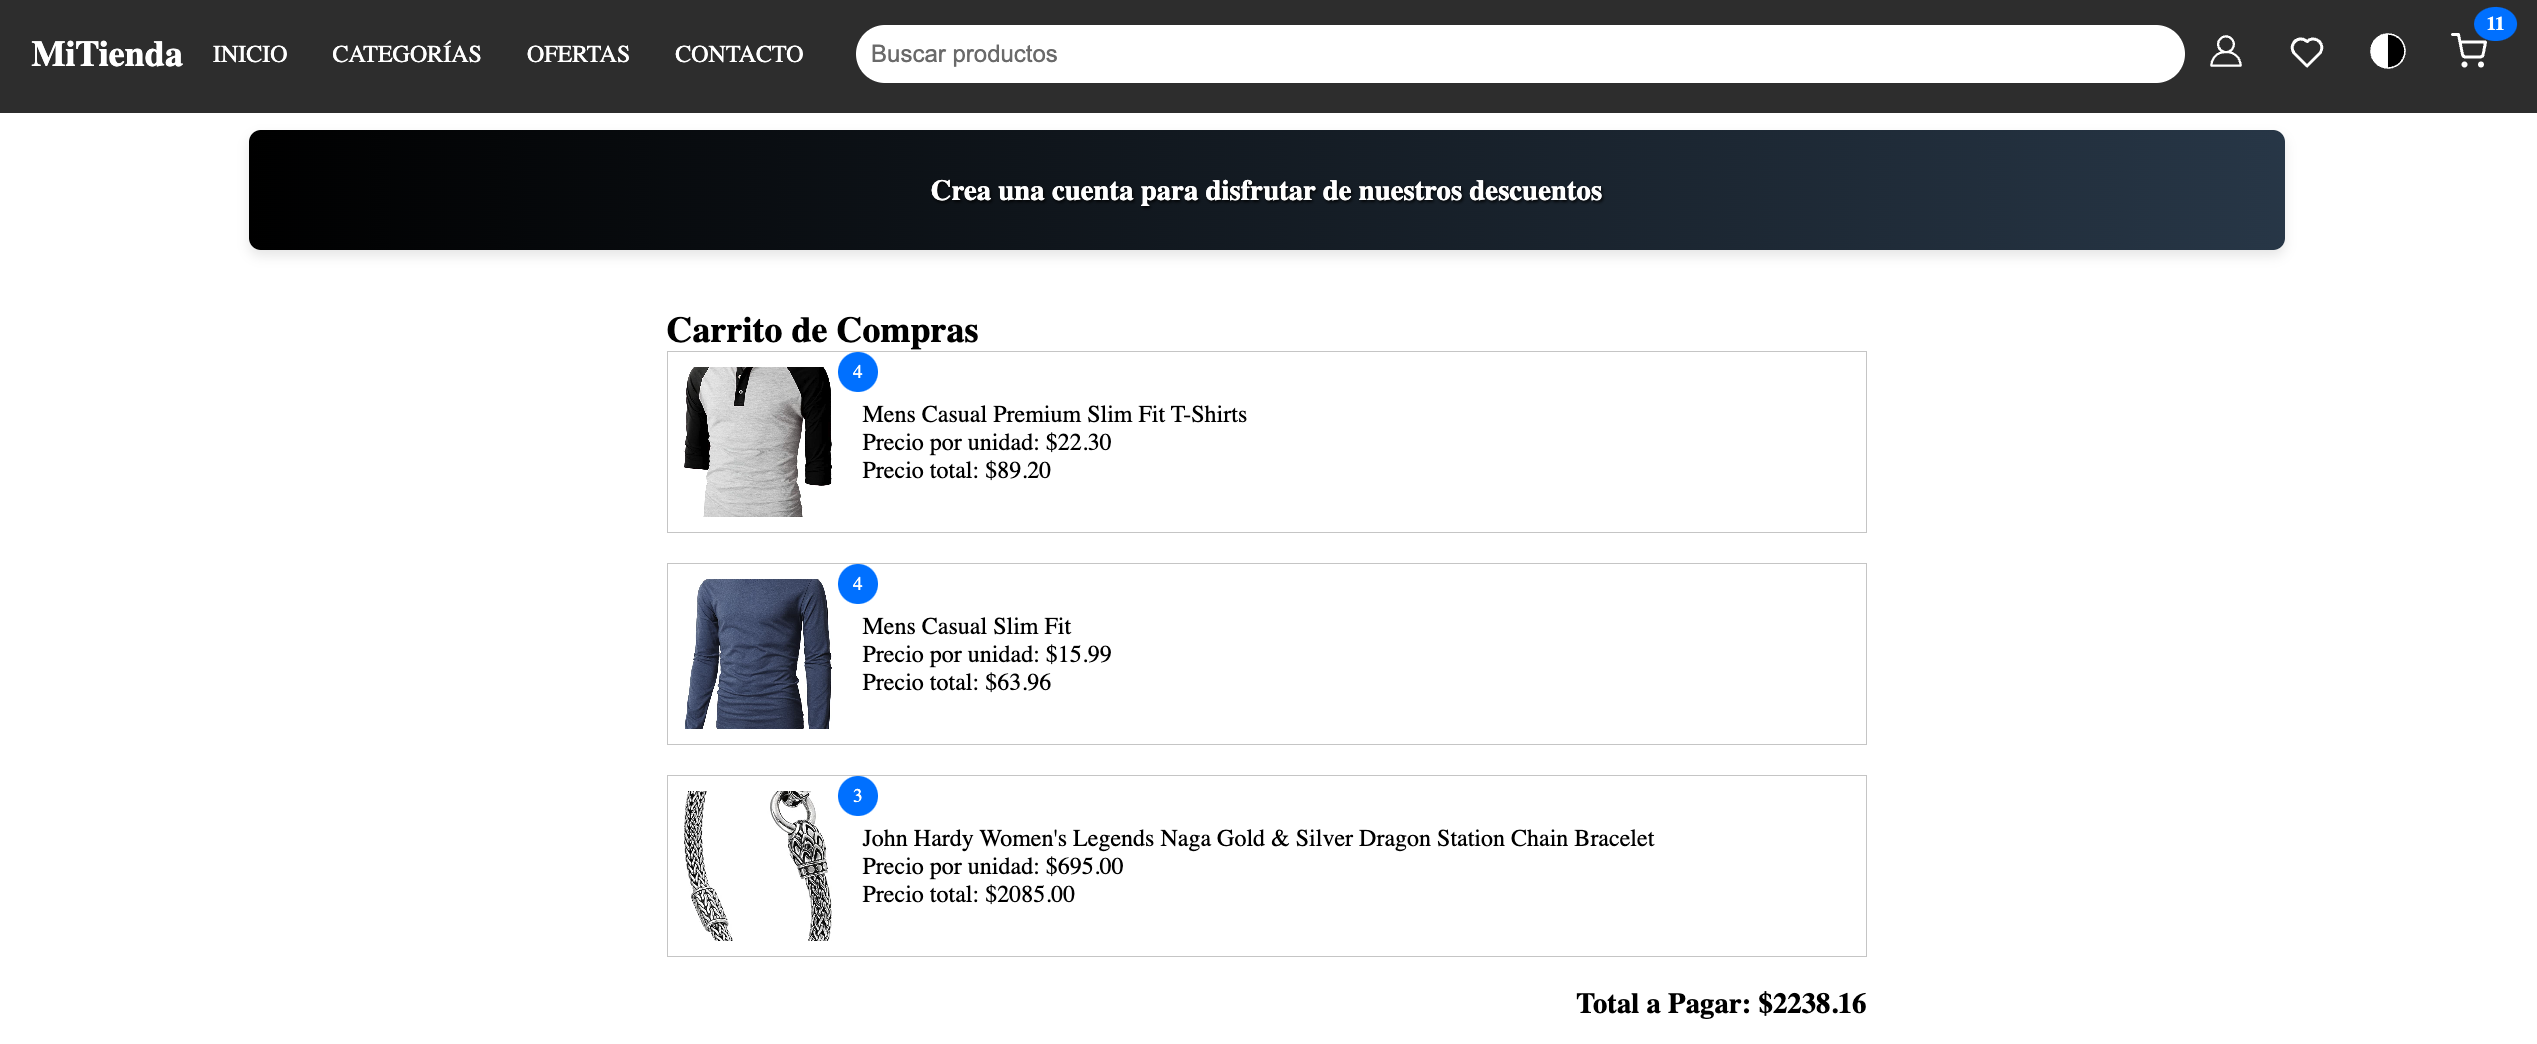 MiTienda INICIO CATEGORÍAS OFERTAS CONTACTO Buscar productos 11
Crea una cuenta para disfrutar de nuestros descuentos
Carrito de Compras
4
Mens Casual Premium Slim Fit T-Shirts
Precio por unidad: $22.30
Precio total: $89.20
4
Mens Casual Slim Fit
Precio por unidad: $15.99
Precio total: $63.96
3
John Hardy Women's Legends Naga Gold & Silver Dragon Station Chain Bracelet
Precio por unidad: $695.00
Precio total: $2085.00
Total a Pagar: $2238.16